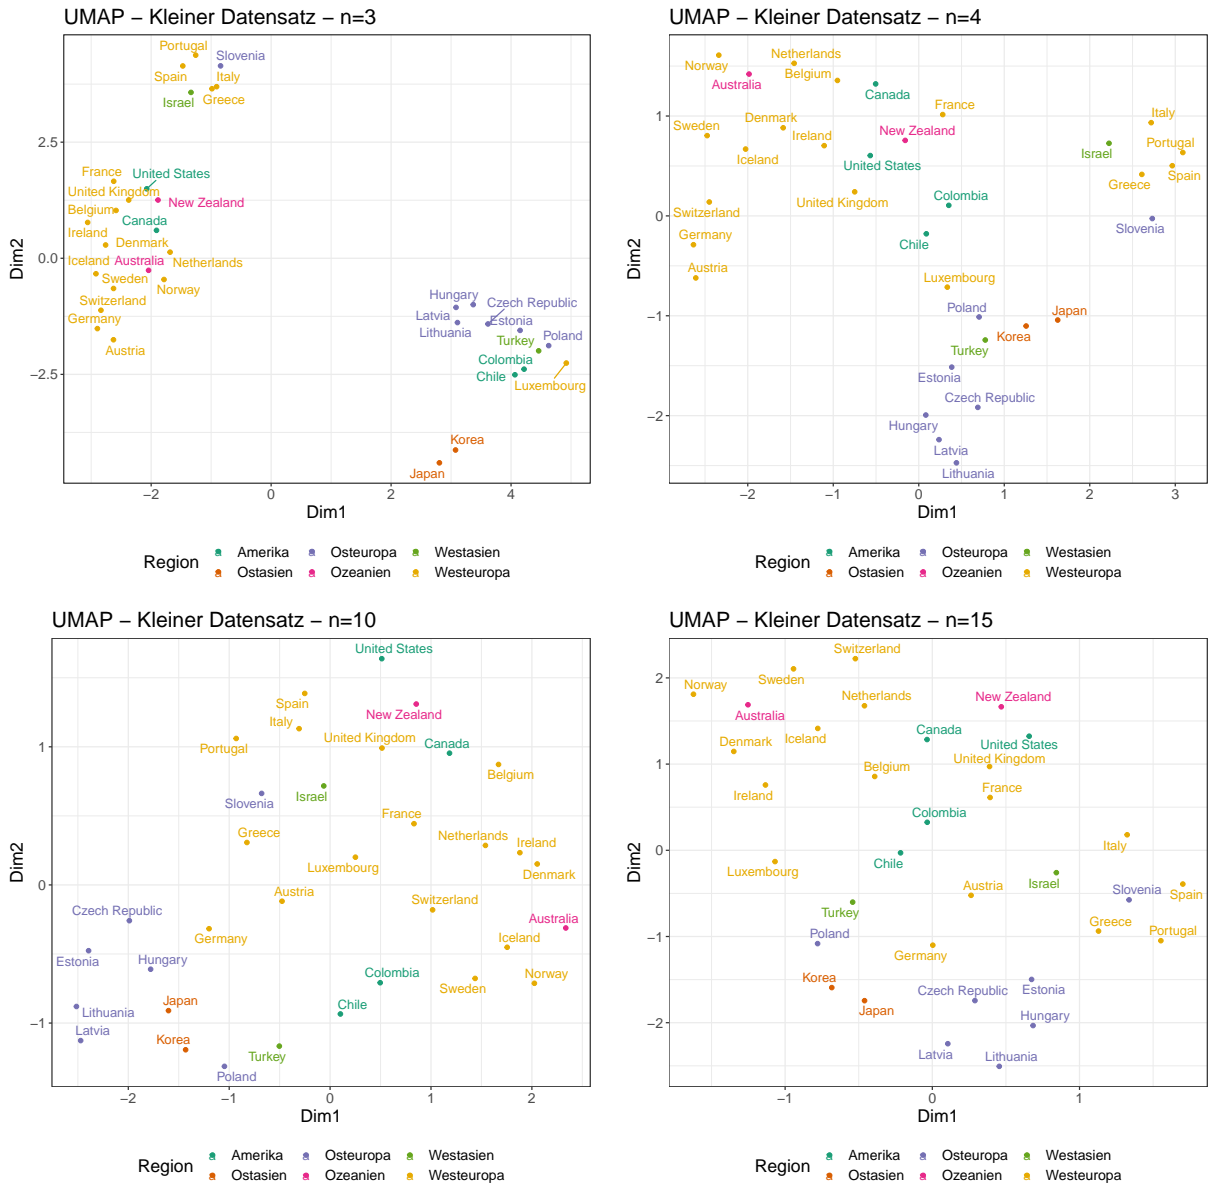 UMAP – Kleiner Datensatz – n=3
Portugal
Slovenia
Spain
Italy
Israel
Greece
2.5
France
United States
United Kingdom
New Zealand
Belgium
Canada
Ireland
Denmark
Netherlands
0.0
Iceland
Australia
Sweden
Norway
Switzerland
Germany
Austria
Hungary
Czech Republic
Latvia
Estonia
Lithuania
Turkey
Poland
Colombia
Chile
Luxembourg
−2.5
Korea
Japan
Dim2
−2
0
2
4
Dim1
Region
Amerika
Osteuropa
Westasien
Ostasien
Ozeanien
Westeuropa
UMAP – Kleiner Datensatz – n=4
Norway
Netherlands
Australia
Belgium
Canada
France
1
Italy
Sweden
Denmark
Ireland
New Zealand
Portugal
Iceland
United States
Israel
Spain
Greece
Switzerland
United Kingdom
Colombia
0
Slovenia
Germany
Chile
Austria
Luxembourg
Poland
Japan
−1
Korea
Turkey
Estonia
Czech Republic
−2
Hungary
Latvia
Lithuania
Dim2
−2
−1
0
1
2
3
Dim1
Region
Amerika
Osteuropa
Westasien
Ostasien
Ozeanien
Westeuropa
UMAP – Kleiner Datensatz – n=10
United States
Spain
New Zealand
Italy
Portugal
United Kingdom
Canada
1
Belgium
Slovenia
Israel
Greece
France
Netherlands
Ireland
Luxembourg
Denmark
0
Austria
Switzerland
Czech Republic
Australia
Germany
Iceland
Estonia
Hungary
Colombia
Norway
Sweden
Japan
Chile
Lithuania
−1
Latvia
Korea
Turkey
Poland
Dim2
−2
−1
0
1
2
Dim1
Region
Amerika
Osteuropa
Westasien
Ostasien
Ozeanien
Westeuropa
UMAP – Kleiner Datensatz – n=15
Switzerland
Sweden
2
Norway
Netherlands
New Zealand
Australia
Canada
Denmark
Iceland
United States
1
United Kingdom
Belgium
Ireland
France
Colombia
0
Italy
Chile
Luxembourg
Israel
Austria
Slovenia
Spain
Turkey
Poland
Greece
Portugal
−1
Germany
Korea
Czech Republic
Estonia
Japan
Hungary
−2
Latvia
Lithuania
Dim2
−1
0
1
Dim1
Region
Amerika
Osteuropa
Westasien
Ostasien
Ozeanien
Westeuropa